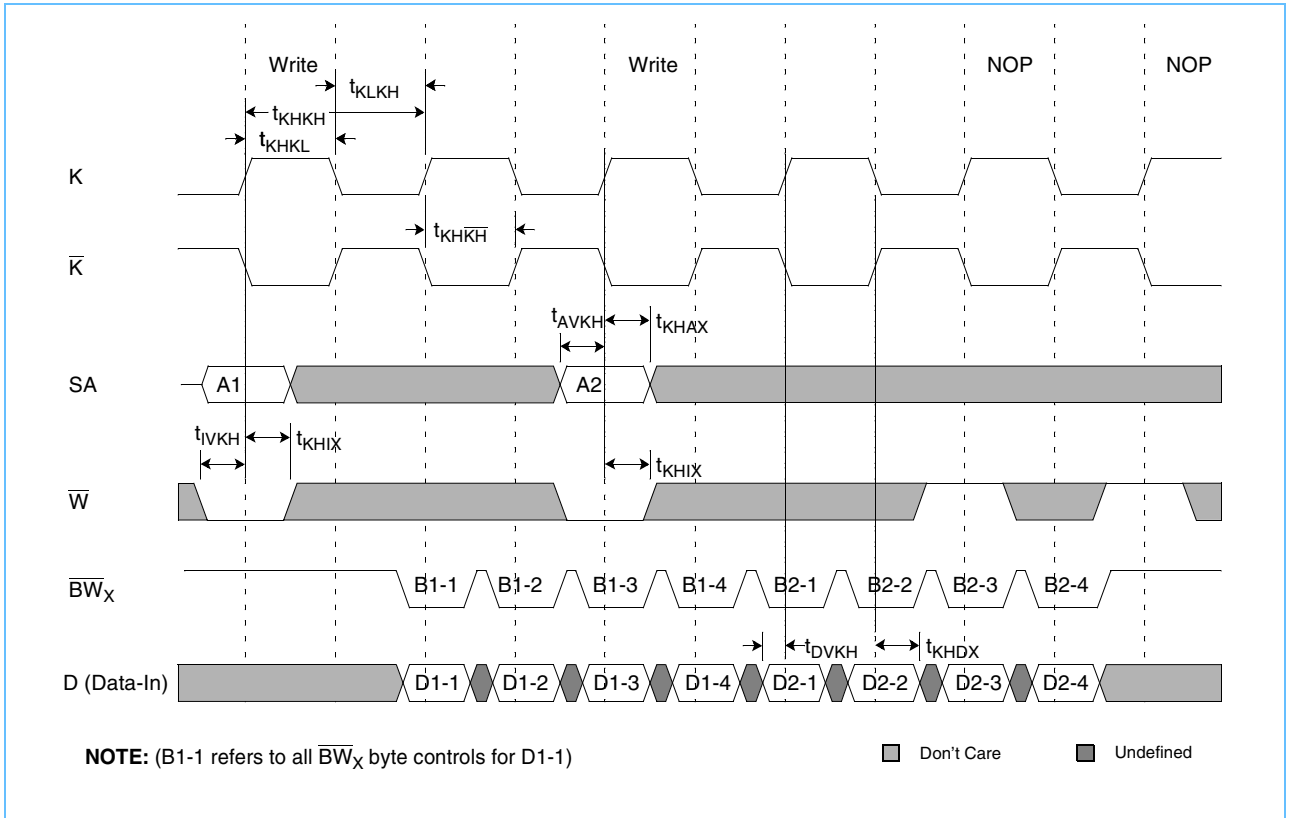 Write Write NOP NOP
tKLKH
tKHKH
tKHKL
K
tKHK̅H̅
K̅
tAVKH tKHAX
SA A1 A2
tIVKH tKHIX tKHIX
W̅
B̅W̅X B1-1 B1-2 B1-3 B1-4 B2-1 B2-2 B2-3 B2-4
tDVKH tKHDX
D (Data-In) D1-1 D1-2 D1-3 D1-4 D2-1 D2-2 D2-3 D2-4
NOTE: (B1-1 refers to all B̅W̅X byte controls for D1-1) Don't Care Undefined